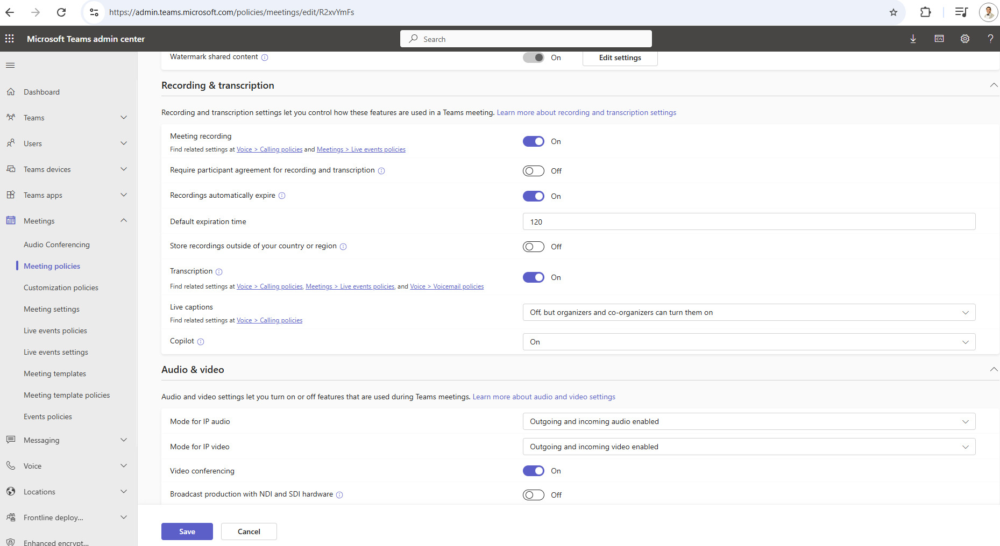 https://admin.teams.microsoft.com/policies/meetings/edit/R2xvYmFs
Microsoft Teams admin center
Search
Dashboard
Teams
Users
Teams devices
Teams apps
Meetings
Audio Conferencing
Meeting policies
Customization policies
Meeting settings
Live events policies
Live events settings
Meeting templates
Meeting template policies
Events policies
Messaging
Voice
Locations
Frontline deploy...
Enhanced encrypt...
Watermark shared content
On
Edit settings
Recording & transcription
Recording and transcription settings let you control how these features are used in a Teams meeting. Learn more about recording and transcription settings
Meeting recording
Find related settings at Voice > Calling policies and Meetings > Live events policies
On
Require participant agreement for recording and transcription
Off
Recordings automatically expire
On
Default expiration time
120
Store recordings outside of your country or region
Off
Transcription
Find related settings at Voice > Calling policies, Meetings > Live events policies, and Voice > Voicemail policies
On
Live captions
Find related settings at Voice > Calling policies
Off, but organizers and co-organizers can turn them on
Copilot
On
Audio & video
Audio and video settings let you turn on or off features that are used during Teams meetings. Learn more about audio and video settings
Mode for IP audio
Outgoing and incoming audio enabled
Mode for IP video
Outgoing and incoming video enabled
Video conferencing
On
Broadcast production with NDI and SDI hardware
Off
Save
Cancel